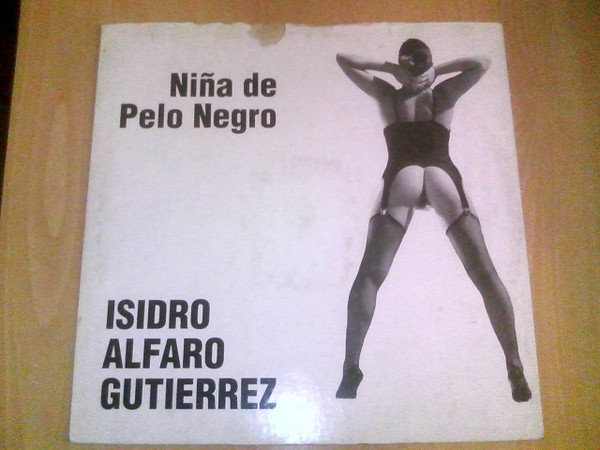 Niña de
Pelo Negro
ISIDRO
ALFARO
GUTIERREZ